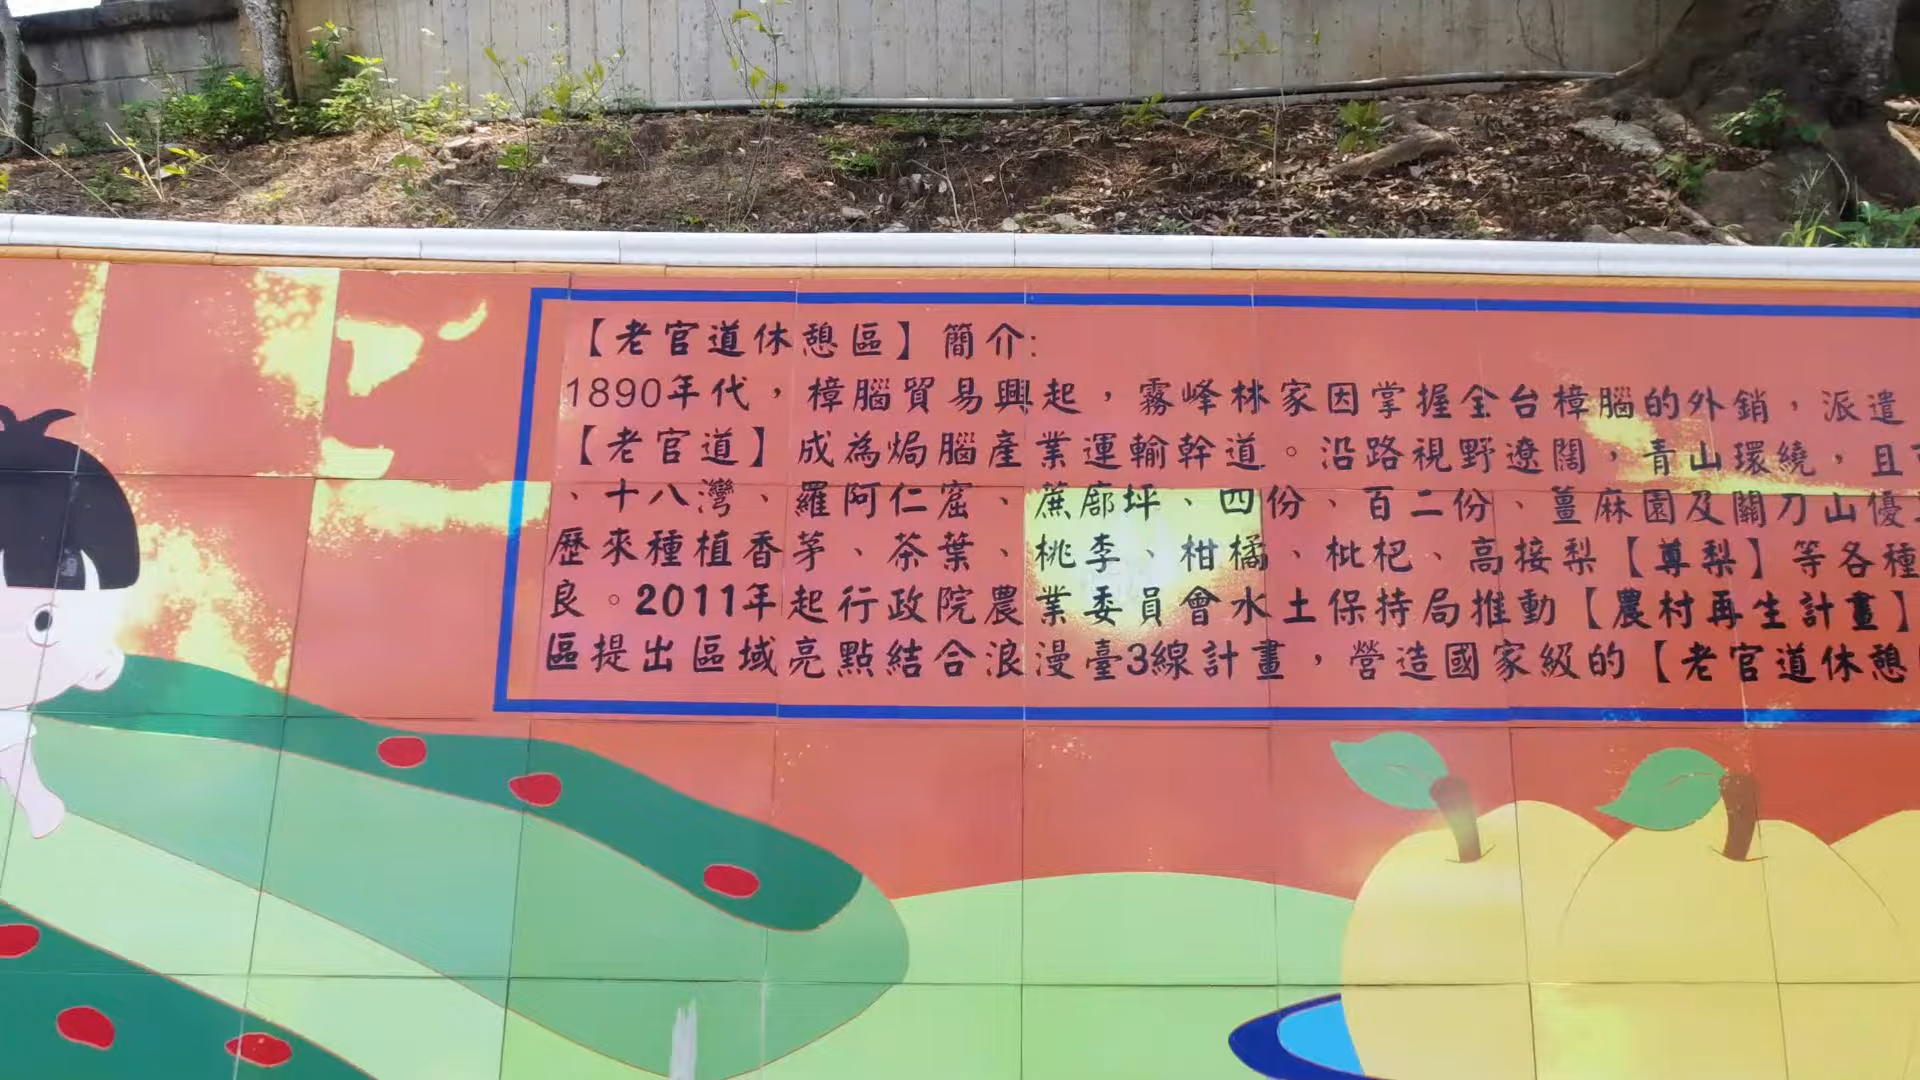 【老官道休憩區】簡介:
1890年代，樟腦貿易興起，霧峰林家因掌握全台樟腦的外銷，派遣
【老官道】成為焗腦產業運輸幹道。沿路視野遼闊，青山環繞，且
、十八灣、羅阿仁窟、蔗廍坪、四份、百二份、薑麻園及關刀山優
歷來種植香茅、茶葉、桃李、柑橘、枇杷、高接梨【尊梨】等各種
良。2011年起行政院農業委員會水土保持局推動【農村再生計畫】
區提出區域亮點結合浪漫臺3線計畫，營造國家級的【老官道休憩